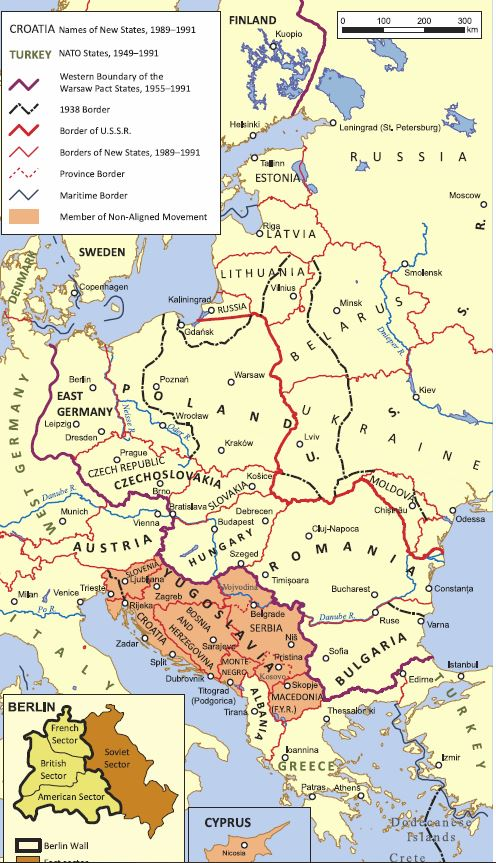 CROATIA Names of New States, 1989–1991
TURKEY NATO States, 1949–1991
Western Boundary of the
Warsaw Pact States, 1955–1991
1938 Border
Border of U.S.S.R.
Borders of New States, 1989–1991
Province Border
Maritime Border
Member of Non-Aligned Movement
FINLAND
Kuopio
0 100 200 300
km
Helsinki
Leningrad (St. Petersburg)
Tallinn
ESTONIA
RUSSIA
Moscow
Riga
LATVIA
SWEDEN
DENMARK
Copenhagen
LITHUANIA
Vilnius
Kaliningrad
RUSSIA
Gdańsk
Smolensk
Minsk
BELARUS
Dnieper R.
U. S. S. R.
Berlin
EAST
GERMANY
Leipzig
Dresden
Neisse R.
Poznań
Warsaw
POLAND
Wrocław
Oder R.
Kraków
Kiev
Lviv
UKRAINE
WEST GERMANY
Prague
CZECH REPUBLIC
CZECHOSLOVAKIA
Brno
SLOVAKIA
Košice
Danube R.
Munich
Vienna
Bratislava
Debrecen
Budapest
MOLDOVA
Chişinău
Odessa
AUSTRIA
HUNGARY
Szeged
Cluj-Napoca
ROMANIA
Timişoara
SLOVENIA
Ljubljana
Trieste
Zagreb
Rijeka
YUGOSLAVIA
Vojvodina
Milan
Venice
Po R.
Belgrade
Bucharest
Constanța
CROATIA
BOSNIA
AND
HERZEGOVINA
SERBIA
Danube R.
Ruse
Varna
Zadar
Sarajevo
Niš
Split
Pristina
Sofia
BULGARIA
MONTE
NEGRO
Kosovo
Dubrovnik
Titograd
(Podgorica)
Skopje
MACEDONIA
(F.Y.R.)
Edirne
Istanbul
ITALY
Tirana
ALBANIA
Thessaloniki
TURKEY
Ioannina
GREECE
Izmir
Patras
Athens
Dodecanese
Islands
Crete
BERLIN
French
Sector
British
Sector
American Sector
Soviet
Sector
Berlin Wall
CYPRUS
Nicosia